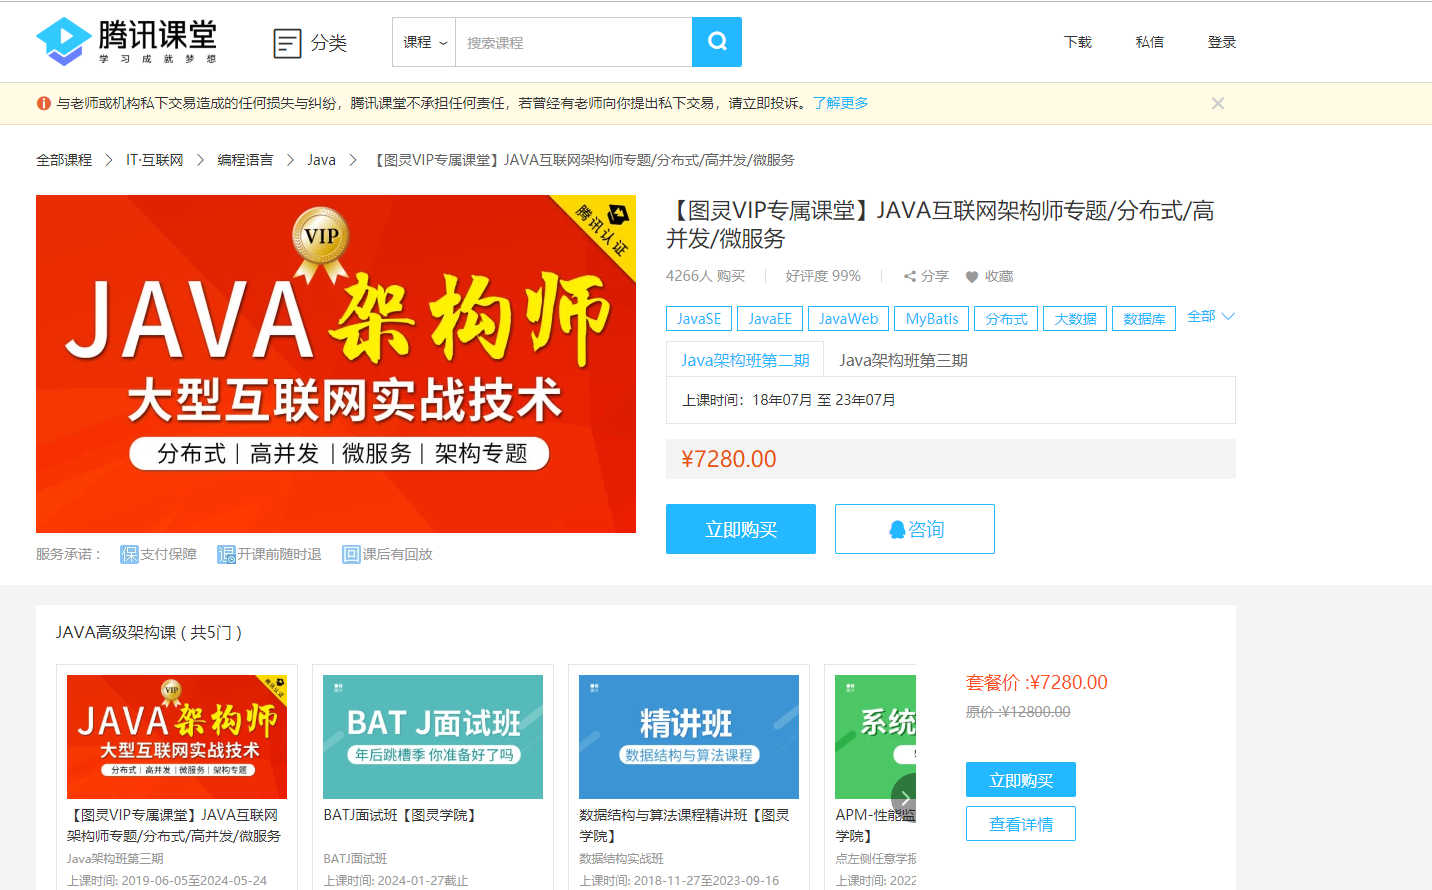 腾讯课堂
学习成就梦想
分类
课程
搜索课程
下载
私信
登录
与老师或机构私下交易造成的任何损失与纠纷，腾讯课堂不承担任何责任，若曾经有老师向你提出私下交易，请立即投诉。了解更多
全部课程 > IT·互联网 > 编程语言 > Java > 【图灵VIP专属课堂】JAVA互联网架构师专题/分布式/高并发/微服务
VIP
腾讯认证
JAVA架构师
大型互联网实战技术
分布式 | 高并发 | 微服务 | 架构专题
服务承诺：
保 支付保障
退 开课前随时退
回 课后有回放
【图灵VIP专属课堂】JAVA互联网架构师专题/分布式/高
并发/微服务
4266人 购买
好评度 99%
分享
收藏
JavaSE JavaEE JavaWeb MyBatis 分布式 大数据 数据库 全部
Java架构班第二期 Java架构班第三期
上课时间：18年07月 至 23年07月
¥7280.00
立即购买
咨询
JAVA高级架构课 ( 共5门 )
VIP
腾讯认证
JAVA架构师
大型互联网实战技术
分布式 | 高并发 | 微服务 | 架构专题
【图灵VIP专属课堂】JAVA互联网
架构师专题/分布式/高并发/微服务
Java架构班第三期
上课时间: 2019-06-05至2024-05-24
BAT J面试班
年后跳槽季 你准备好了吗
BATJ面试班【图灵学院】
BATJ面试班
上课时间: 2024-01-27截止
精讲班
数据结构与算法课程
数据结构与算法课程精讲班【图灵
学院】
数据结构实战班
上课时间: 2018-11-27至2023-09-16
系统
APM-性能监
学院】
点左侧任意学报
上课时间: 2022
套餐价 :¥7280.00
原价 :¥12800.00
立即购买
查看详情